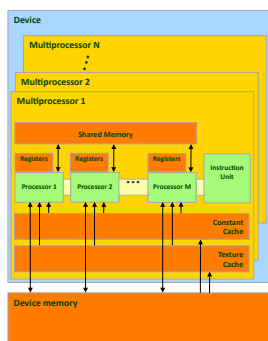 Device
Multiprocessor N
Multiprocessor 2
Multiprocessor 1
Shared Memory
Registers Registers Registers
Processor 1 Processor 2 ••• Processor M
Instruction
Unit
Constant
Cache
Texture
Cache
Device memory